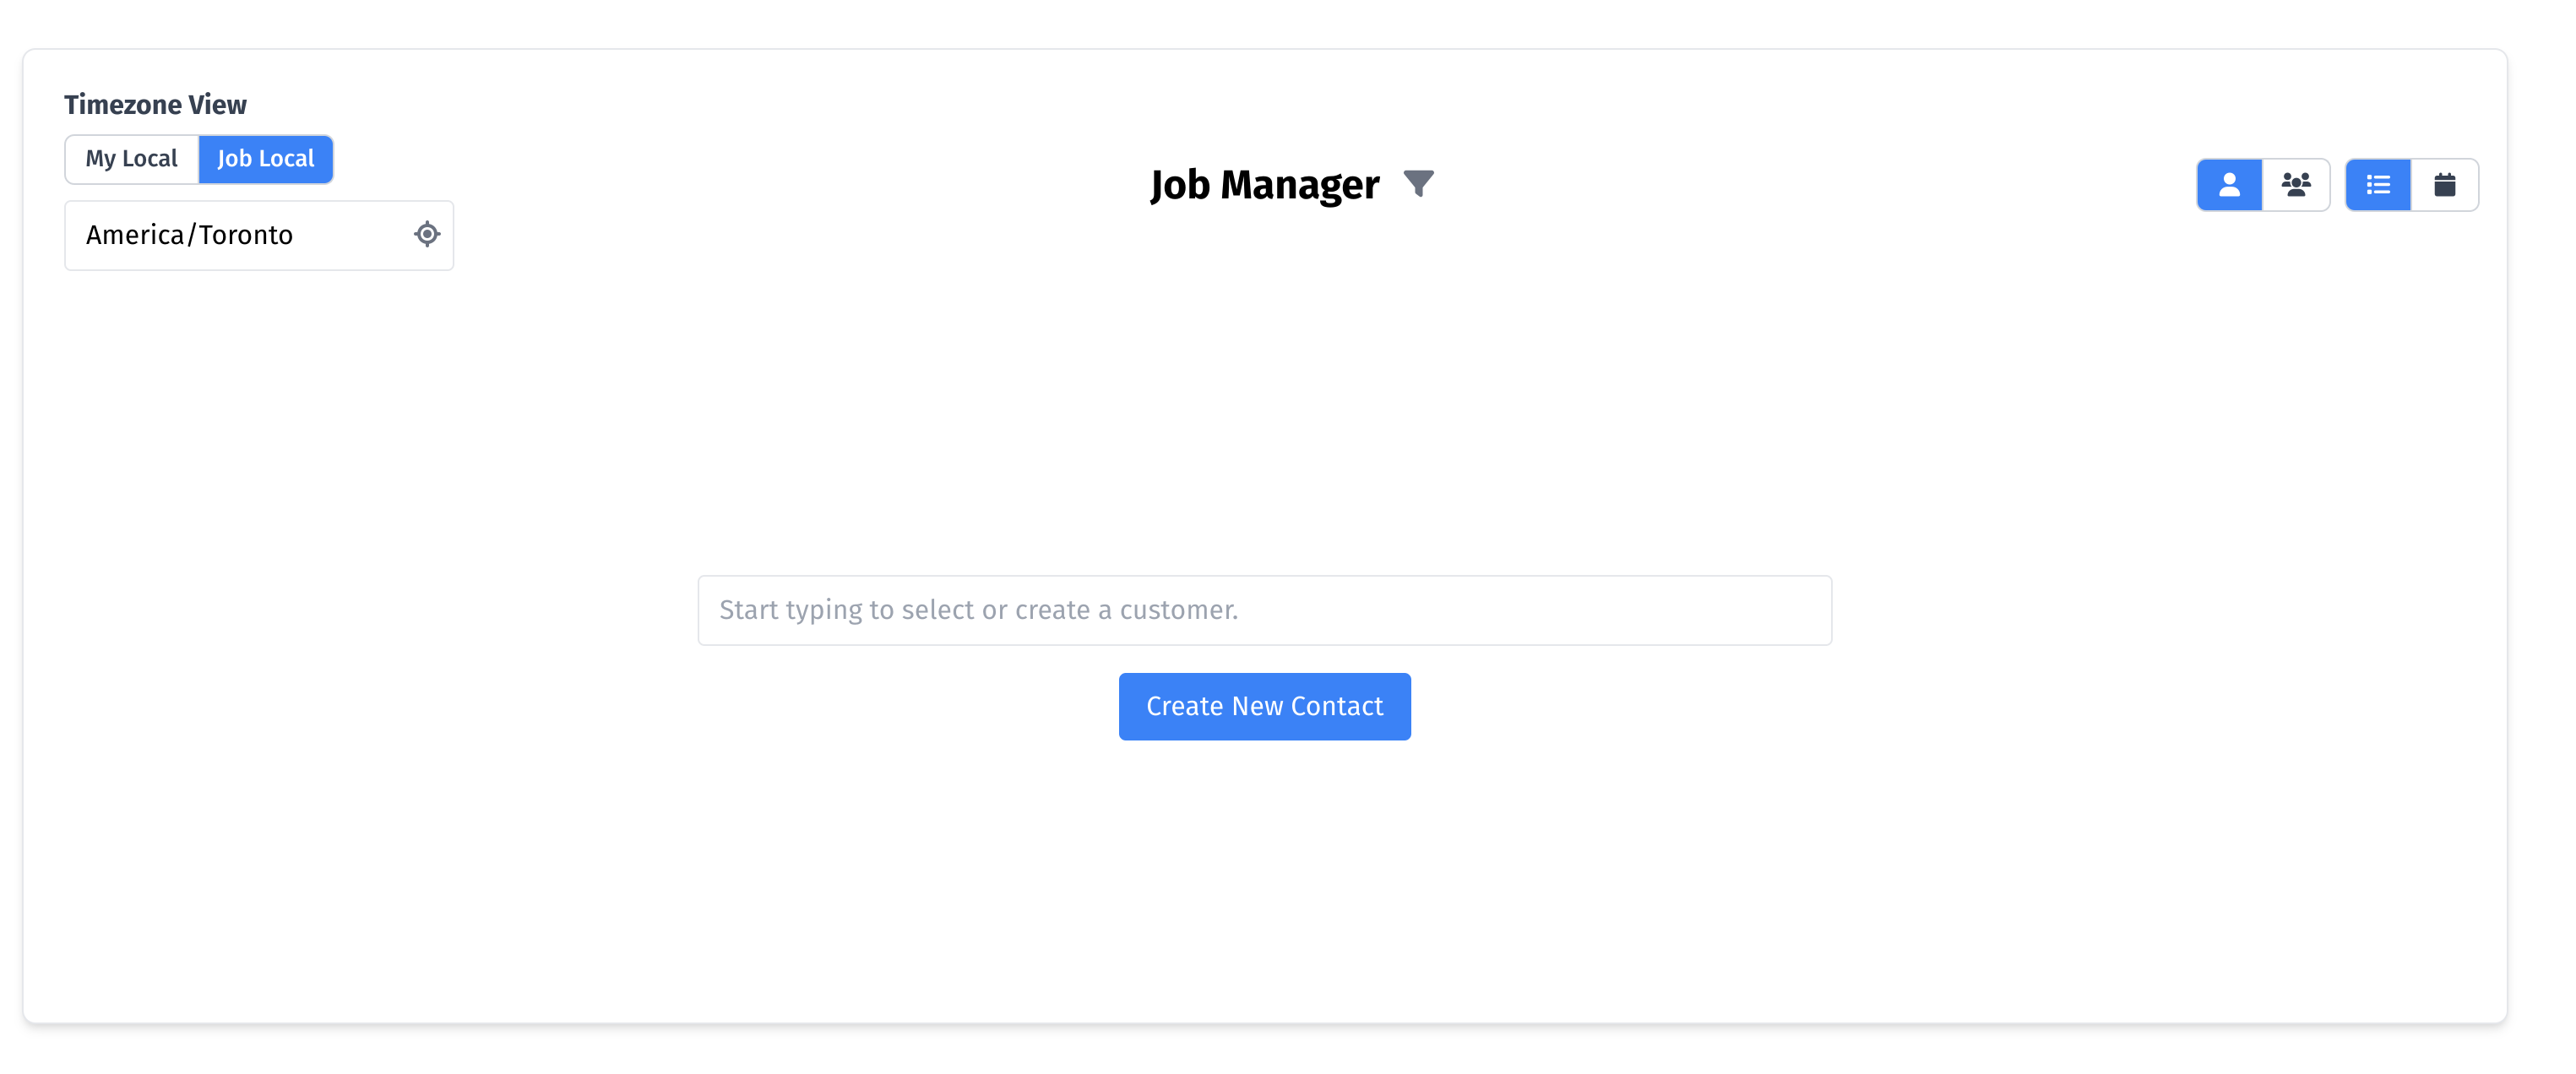 Timezone View
My Local
Job Local
America/Toronto
Job Manager
Start typing to select or create a customer.
Create New Contact